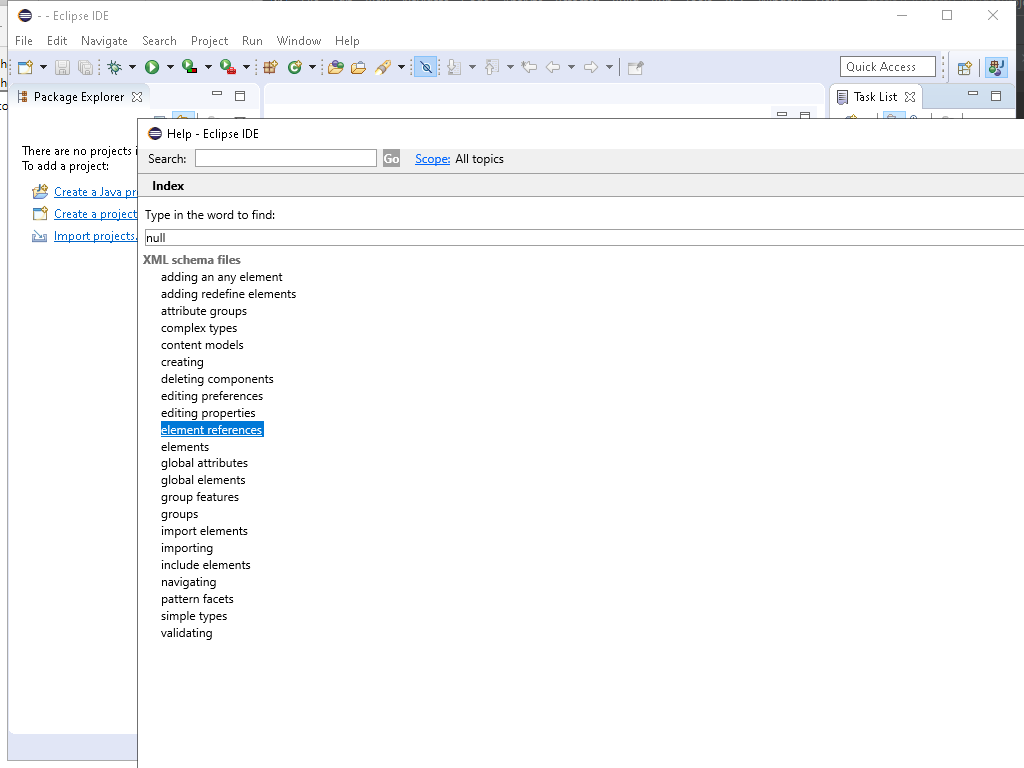 - - Eclipse IDE
File Edit Navigate Search Project Run Window Help
Quick Access
Package Explorer
Task List
There are no projects i
To add a project:
Create a Java pr
Create a project
Import projects.
Help - Eclipse IDE
Search:
Go
Scope: All topics
Index
Type in the word to find:
null
XML schema files
adding an any element
adding redefine elements
attribute groups
complex types
content models
creating
deleting components
editing preferences
editing properties
element references
elements
global attributes
global elements
group features
groups
import elements
importing
include elements
navigating
pattern facets
simple types
validating